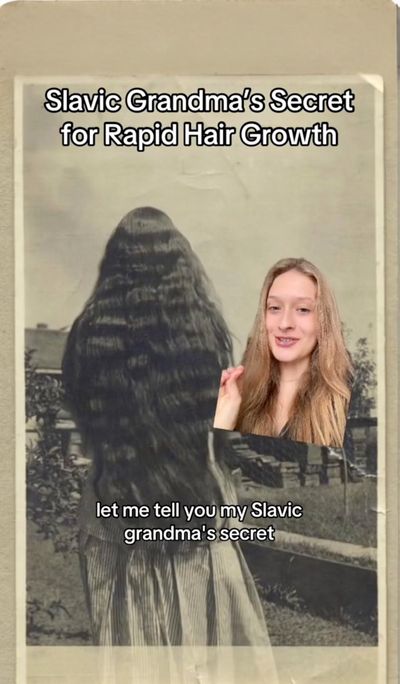 Slavic Grandma's Secret
for Rapid Hair Growth
let me tell you my Slavic
grandma's secret